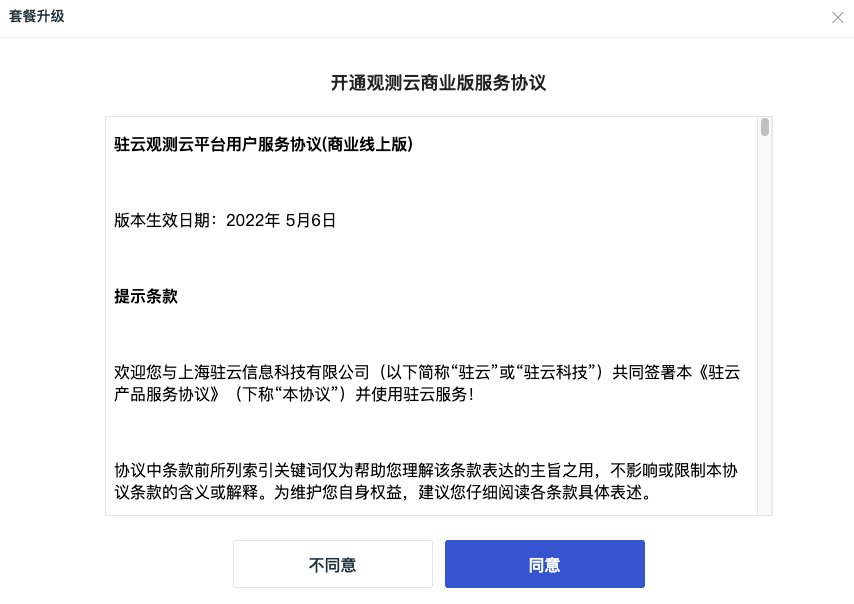 套餐升级
开通观测云商业版服务协议
驻云观测云平台用户服务协议(商业线上版)
版本生效日期：2022年 5月6日
提示条款
欢迎您与上海驻云信息科技有限公司（以下简称“驻云”或“驻云科技”）共同签署本《驻云
产品服务协议》（下称“本协议”）并使用驻云服务！
协议中条款前所列索引关键词仅为帮助您理解该条款表达的主旨之用，不影响或限制本协
议条款的含义或解释。为维护您自身权益，建议您仔细阅读各条款具体表述。
不同意
同意